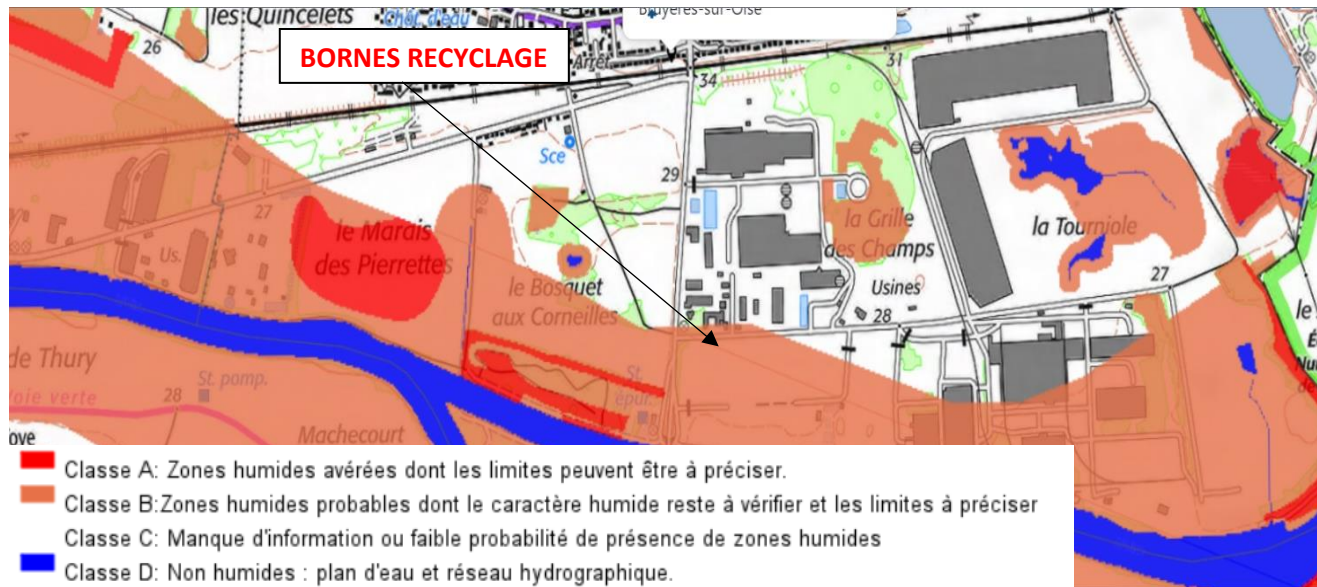 Bruyères-sur-Oise
les Quincelets
Chât. d'eau
26
BORNES RECYCLAGE
Arrêt
34
31
Sce
29
27
le Marais
des Pierrettes
Us.
la Grille
des Champs
la Tourniole
27
le Bosquet
aux Corneilles
Usines
28
de Thury
St. pomp.
Voie verte
28
St.
épur.
Machecourt
Classe A: Zones humides avérées dont les limites peuvent être à préciser.
Classe B:Zones humides probables dont le caractère humide reste à vérifier et les limites à préciser
Classe C: Manque d'information ou faible probabilité de présence de zones humides
Classe D: Non humides : plan d'eau et réseau hydrographique.